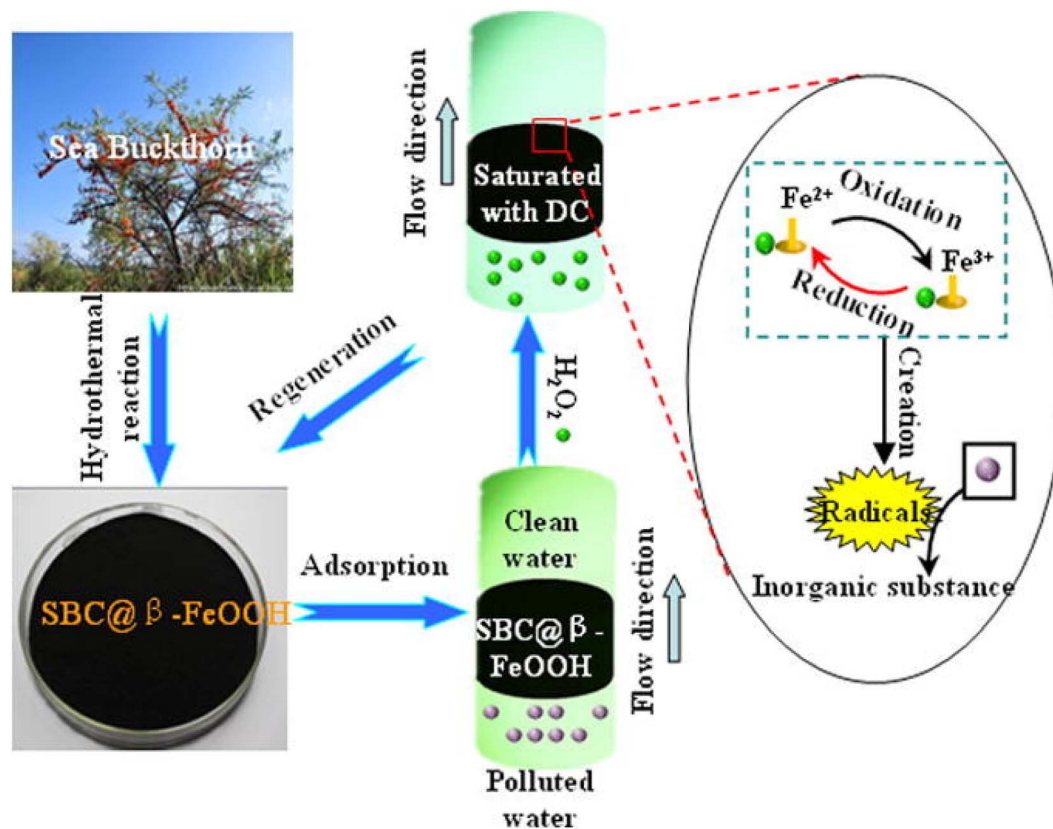 Sea Buckthorn
Flow direction
Saturated
with DC
Fe²⁺
Oxidation
Fe³⁺
Reduction
Creation
Radicals
Inorganic substance
Hydrothermal
reaction
Regeneration
H₂O₂
SBC@β-FeOOH
Adsorption
Clean
water
SBC@β-
FeOOH
Flow direction
Polluted
water